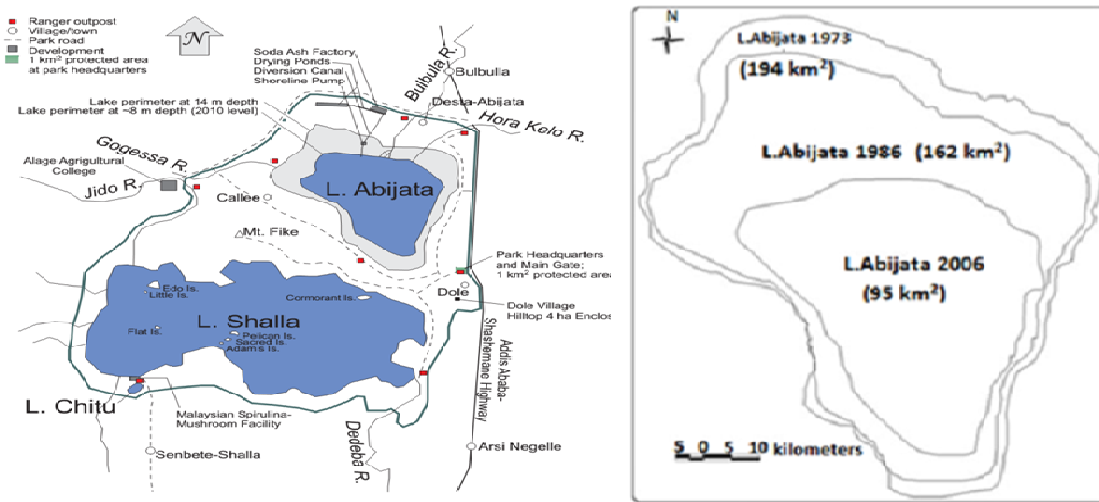 Ranger outpost
Village/town
Park road
Development
1 km² protected area
at park headquarters
N
Soda Ash Factory,
Drying Ponds
Diversion Canal
Shoreline Pump
Bulbula R.
Bulbulla
Lake perimeter at 14 m depth
Lake perimeter at ~8 m depth (2010 level)
Desta-Abijata
Hora Kolo R.
Gogessa R.
Alage Agricultural
College
Jido R.
L. Abijata
Callee
Mt. Fike
Park Headquarters
and Main Gate;
1 km² protected area
Dole
Dole Village
Hilltop 4 ha Enclos
Edo Is.
Little Is.
Cormorant Is.
L. Shalla
Flat Is.
Pelican Is.
Sacred Is.
Adams Is.
Addis Ababa-
Shashemane Highway
L. Chitu
Malaysian Spirulina-
Mushroom Facility
Dedeba R.
Senbete-Shalla
Arsi Negelle
N
L.Abijata 1973
(194 km²)
L.Abijata 1986 (162 km²)
L.Abijata 2006
(95 km²)
5 0 5 10 kilometers